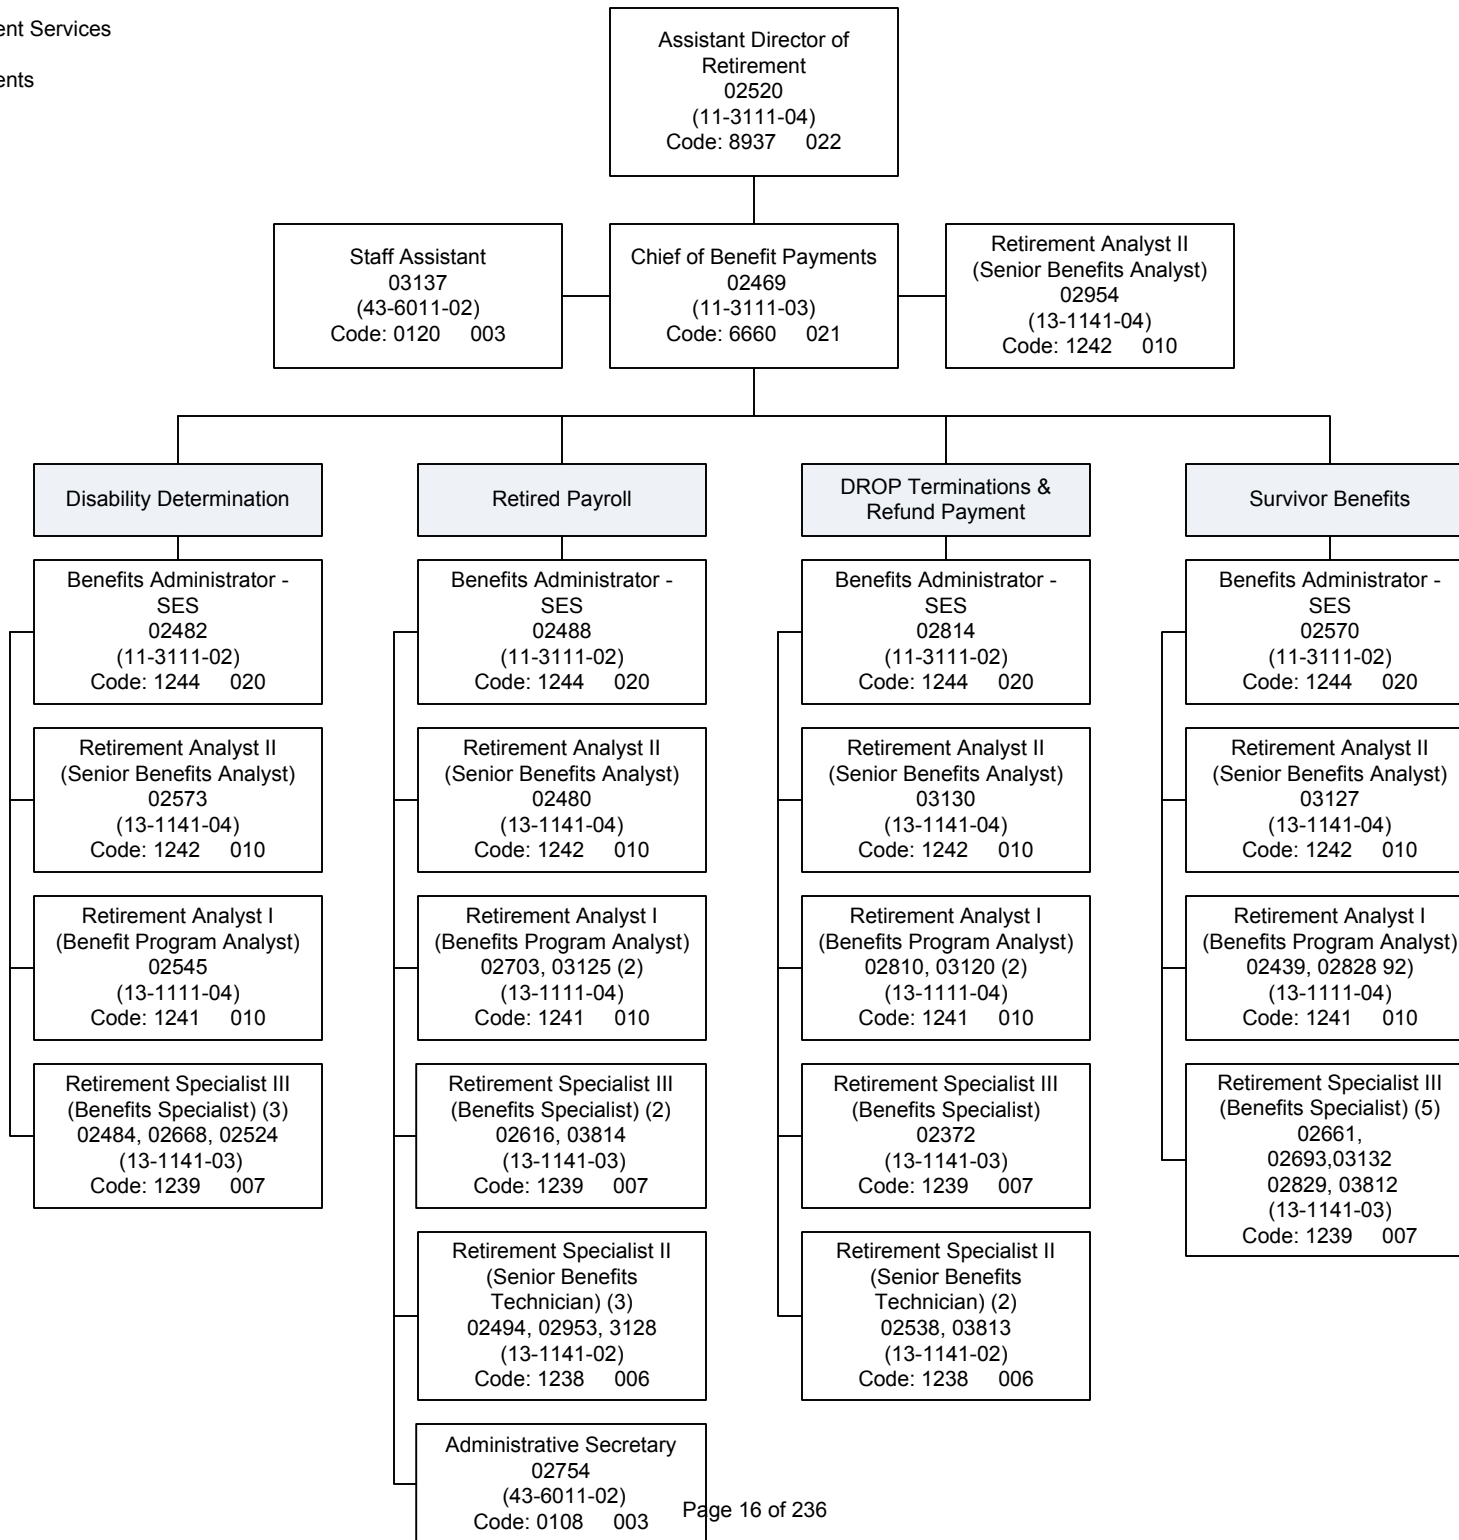 ent Services
ents
Assistant Director of
Retirement
02520
(11-3111-04)
Code: 8937 022
Staff Assistant
03137
(43-6011-02)
Code: 0120 003
Chief of Benefit Payments
02469
(11-3111-03)
Code: 6660 021
Retirement Analyst II
(Senior Benefits Analyst)
02954
(13-1141-04)
Code: 1242 010
Disability Determination
Benefits Administrator -
SES
02482
(11-3111-02)
Code: 1244 020
Retirement Analyst II
(Senior Benefits Analyst)
02573
(13-1141-04)
Code: 1242 010
Retirement Analyst I
(Benefit Program Analyst)
02545
(13-1111-04)
Code: 1241 010
Retirement Specialist III
(Benefits Specialist) (3)
02484, 02668, 02524
(13-1141-03)
Code: 1239 007
Retired Payroll
Benefits Administrator -
SES
02488
(11-3111-02)
Code: 1244 020
Retirement Analyst II
(Senior Benefits Analyst)
02480
(13-1141-04)
Code: 1242 010
Retirement Analyst I
(Benefits Program Analyst)
02703, 03125 (2)
(13-1111-04)
Code: 1241 010
Retirement Specialist III
(Benefits Specialist) (2)
02616, 03814
(13-1141-03)
Code: 1239 007
Retirement Specialist II
(Senior Benefits
Technician) (3)
02494, 02953, 3128
(13-1141-02)
Code: 1238 006
Administrative Secretary
02754
(43-6011-02)
Code: 0108 003
DROP Terminations &
Refund Payment
Benefits Administrator -
SES
02814
(11-3111-02)
Code: 1244 020
Retirement Analyst II
(Senior Benefits Analyst)
03130
(13-1141-04)
Code: 1242 010
Retirement Analyst I
(Benefits Program Analyst)
02810, 03120 (2)
(13-1111-04)
Code: 1241 010
Retirement Specialist III
(Benefits Specialist)
02372
(13-1141-03)
Code: 1239 007
Retirement Specialist II
(Senior Benefits
Technician) (2)
02538, 03813
(13-1141-02)
Code: 1238 006
Survivor Benefits
Benefits Administrator -
SES
02570
(11-3111-02)
Code: 1244 020
Retirement Analyst II
(Senior Benefits Analyst)
03127
(13-1141-04)
Code: 1242 010
Retirement Analyst I
(Benefits Program Analyst)
02439, 02828 92)
(13-1111-04)
Code: 1241 010
Retirement Specialist III
(Benefits Specialist) (5)
02661,
02693,03132
02829, 03812
(13-1141-03)
Code: 1239 007
Page 16 of 236